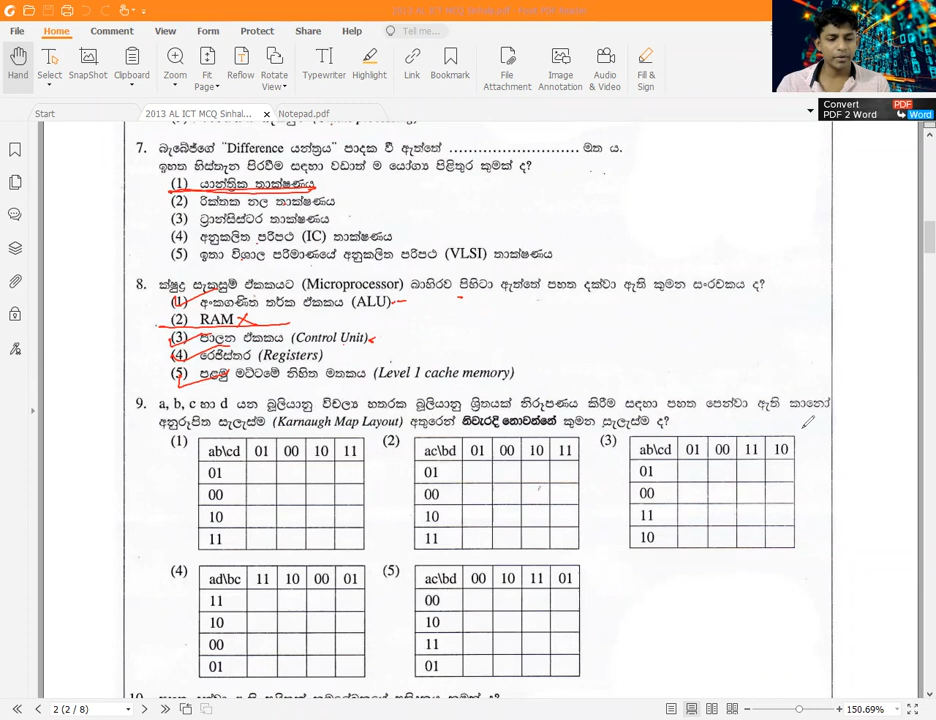 2013 AL ICT MCQ Sinhala.pdf - Foxit PDF Reader
File Home Comment View Form Protect Share Help Tell me...
Hand Select SnapShot Clipboard Zoom Fit Page Reflow Rotate View Typewriter Highlight Link Bookmark File Attachment Image Annotation Audio & Video Fill & Sign
Convert PDF
PDF 2 Word Word
Start 2013 AL ICT MCQ Sinhal... Notepad.pdf
7. බැබේජ්ගේ "Difference යන්ත්‍රය" පාදක වී ඇත්තේ ............................ මත ය.
ඉහත හිස්තැන පිරවීම සඳහා වඩාත් ම යෝග්‍ය පිළිතුර කුමක් ද?
(1) යාන්ත්‍රික තාක්ෂණය
(2) රික්තක නල තාක්ෂණය
(3) ට්‍රාන්සිස්ටර තාක්ෂණය
(4) අනුකලිත පරිපථ (IC) තාක්ෂණය
(5) ඉතා විශාල පරිමාණයේ අනුකලිත පරිපථ (VLSI) තාක්ෂණය
8. ක්ෂුද්‍ර සැකසුම් ඒකකයට (Microprocessor) බාහිරව පිහිටා ඇත්තේ පහත දක්වා ඇති කුමන සංරචකය ද?
(1) අංකගණිත තර්ක ඒකකය (ALU)
(2) RAM
(3) පාලන ඒකකය (Control Unit)
(4) රෙජිස්තර (Registers)
(5) පළමු මට්ටමේ නිහිත මතකය (Level 1 cache memory)
9. a, b, c හා d යන බූලියානු විචල්‍ය හතරක බූලියානු ශ්‍රිතයක් නිරූපණය කිරීම සඳහා පහත පෙන්වා ඇති කානෝ
අනුරූපිත සැලැස්ම (Karnaugh Map Layout) අතුරෙන් නිවැරදි නොවන්නේ කුමන සැලැස්ම ද?
(1) (2) (3)
ab\cd 01 00 10 11 ac\bd 01 00 10 11 ab\cd 01 00 11 10
01 01 01
00 00 00
10 10 11
11 11 10
(4) (5)
ad\bc 11 10 00 01 ac\bd 00 10 11 01
11 00
10 10
00 11
01 01
2 (2 / 8) 150.69%